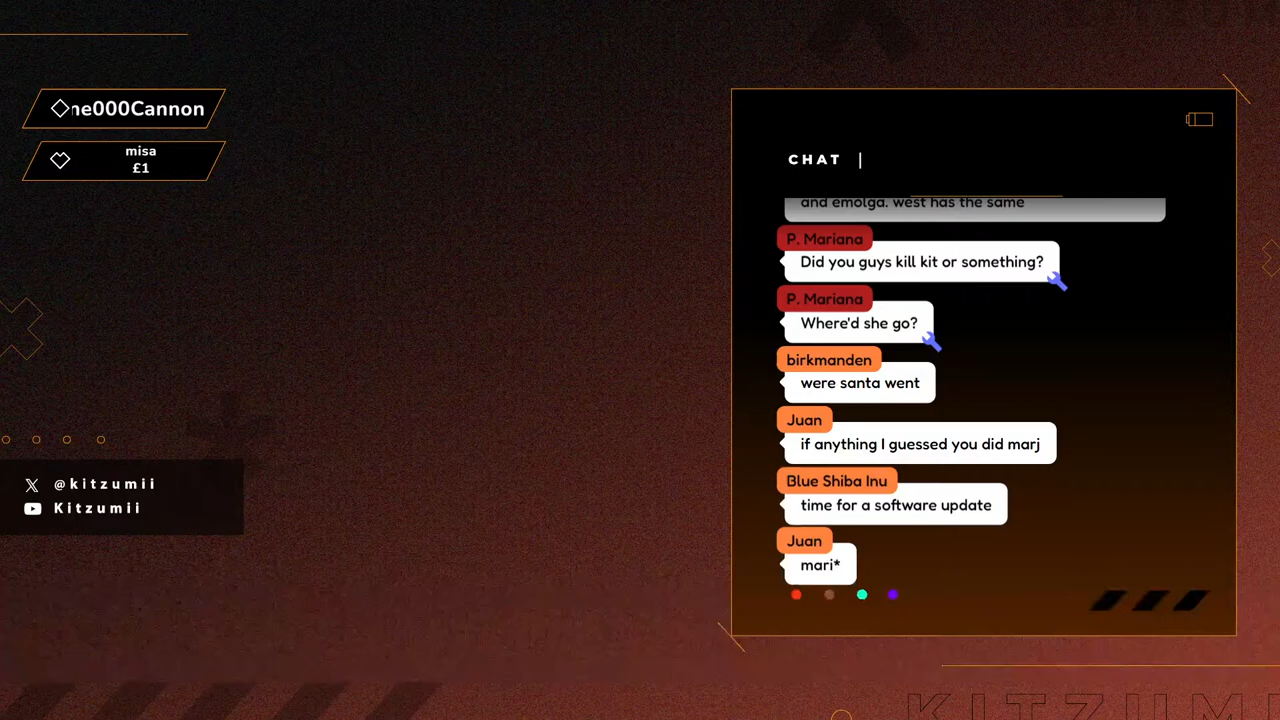 ne000Cannon
misa
£1
@kitzumii
Kitzumii
CHAT |
and emolga. west has the same
P. Mariana
Did you guys kill kit or something?
P. Mariana
Where'd she go?
birkmanden
were santa went
Juan
if anything I guessed you did marj
Blue Shiba Inu
time for a software update
Juan
mari*
KITZUMI